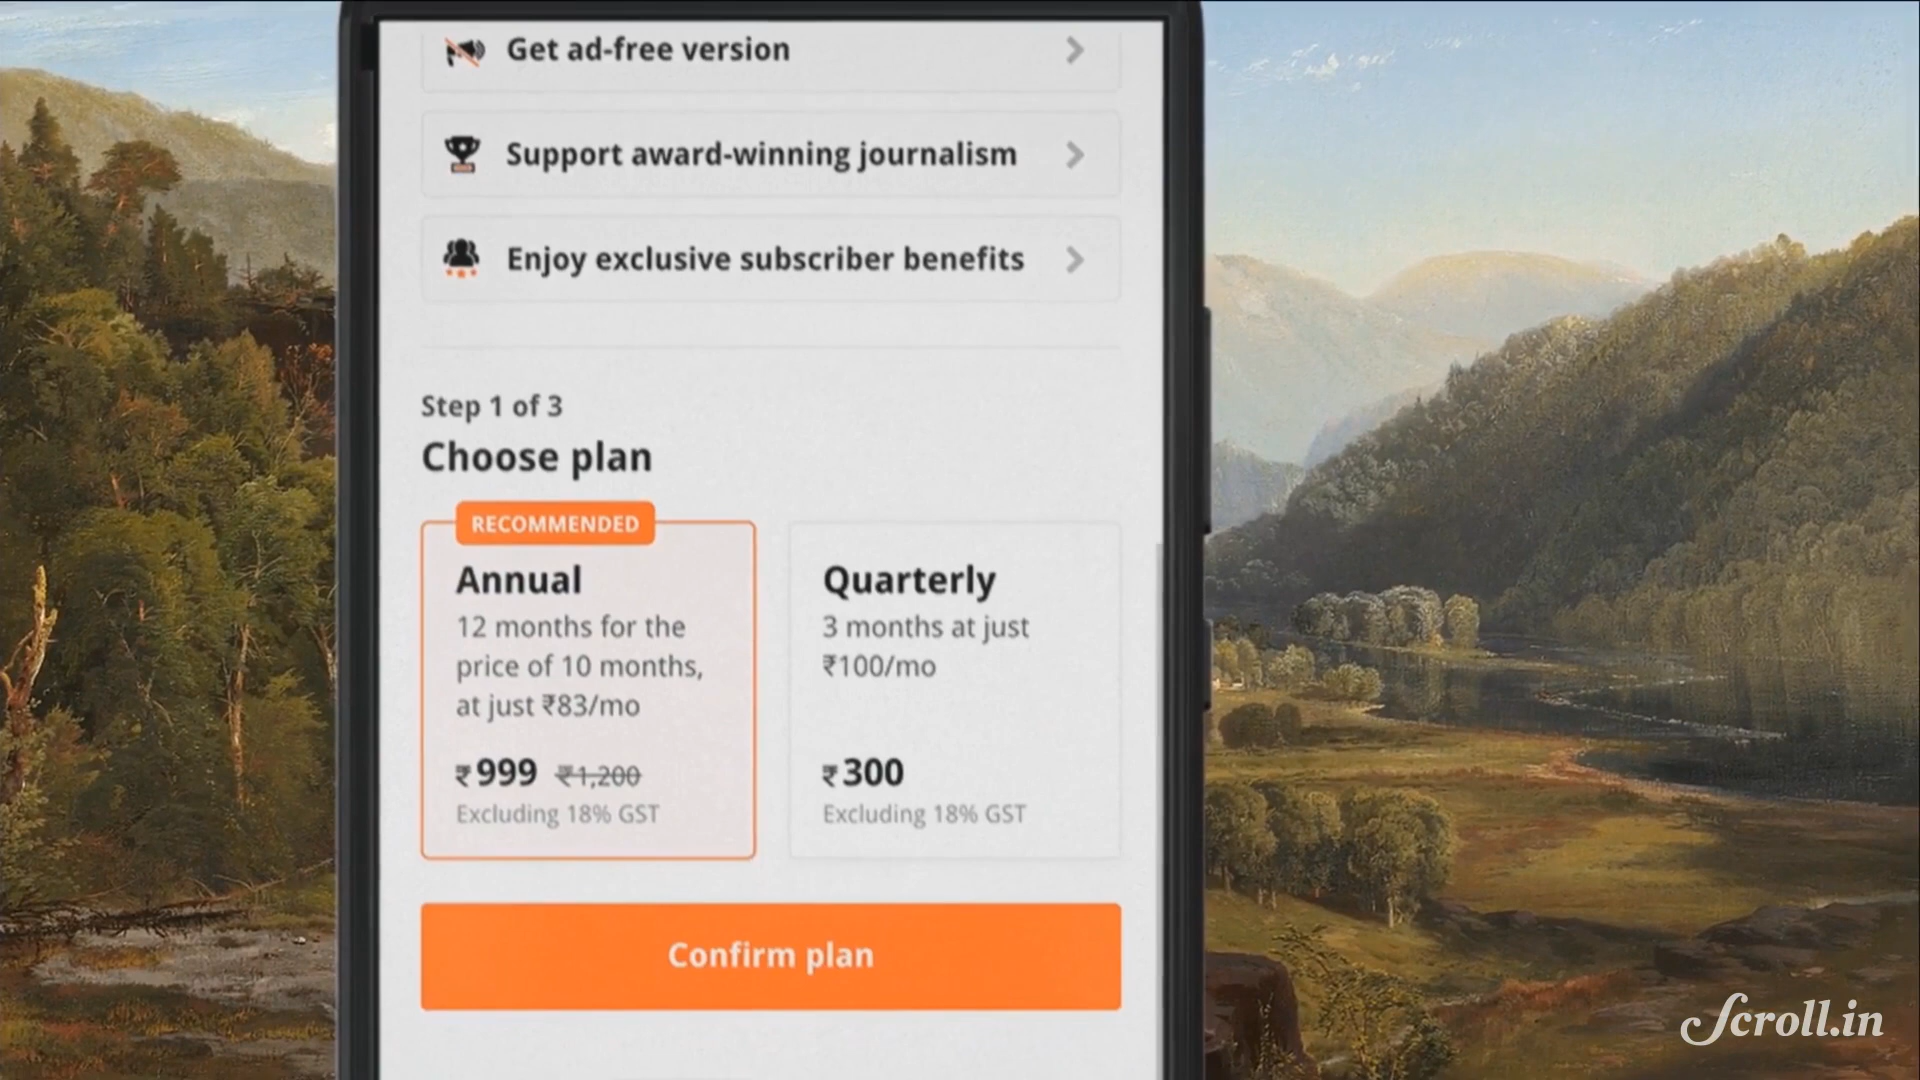 Get ad-free version
Support award-winning journalism
Enjoy exclusive subscriber benefits
Step 1 of 3
Choose plan
RECOMMENDED
Annual
12 months for the
price of 10 months,
at just ₹83/mo
₹999 ₹1,200
Excluding 18% GST
Quarterly
3 months at just
₹100/mo
₹300
Excluding 18% GST
Confirm plan
Scroll.in